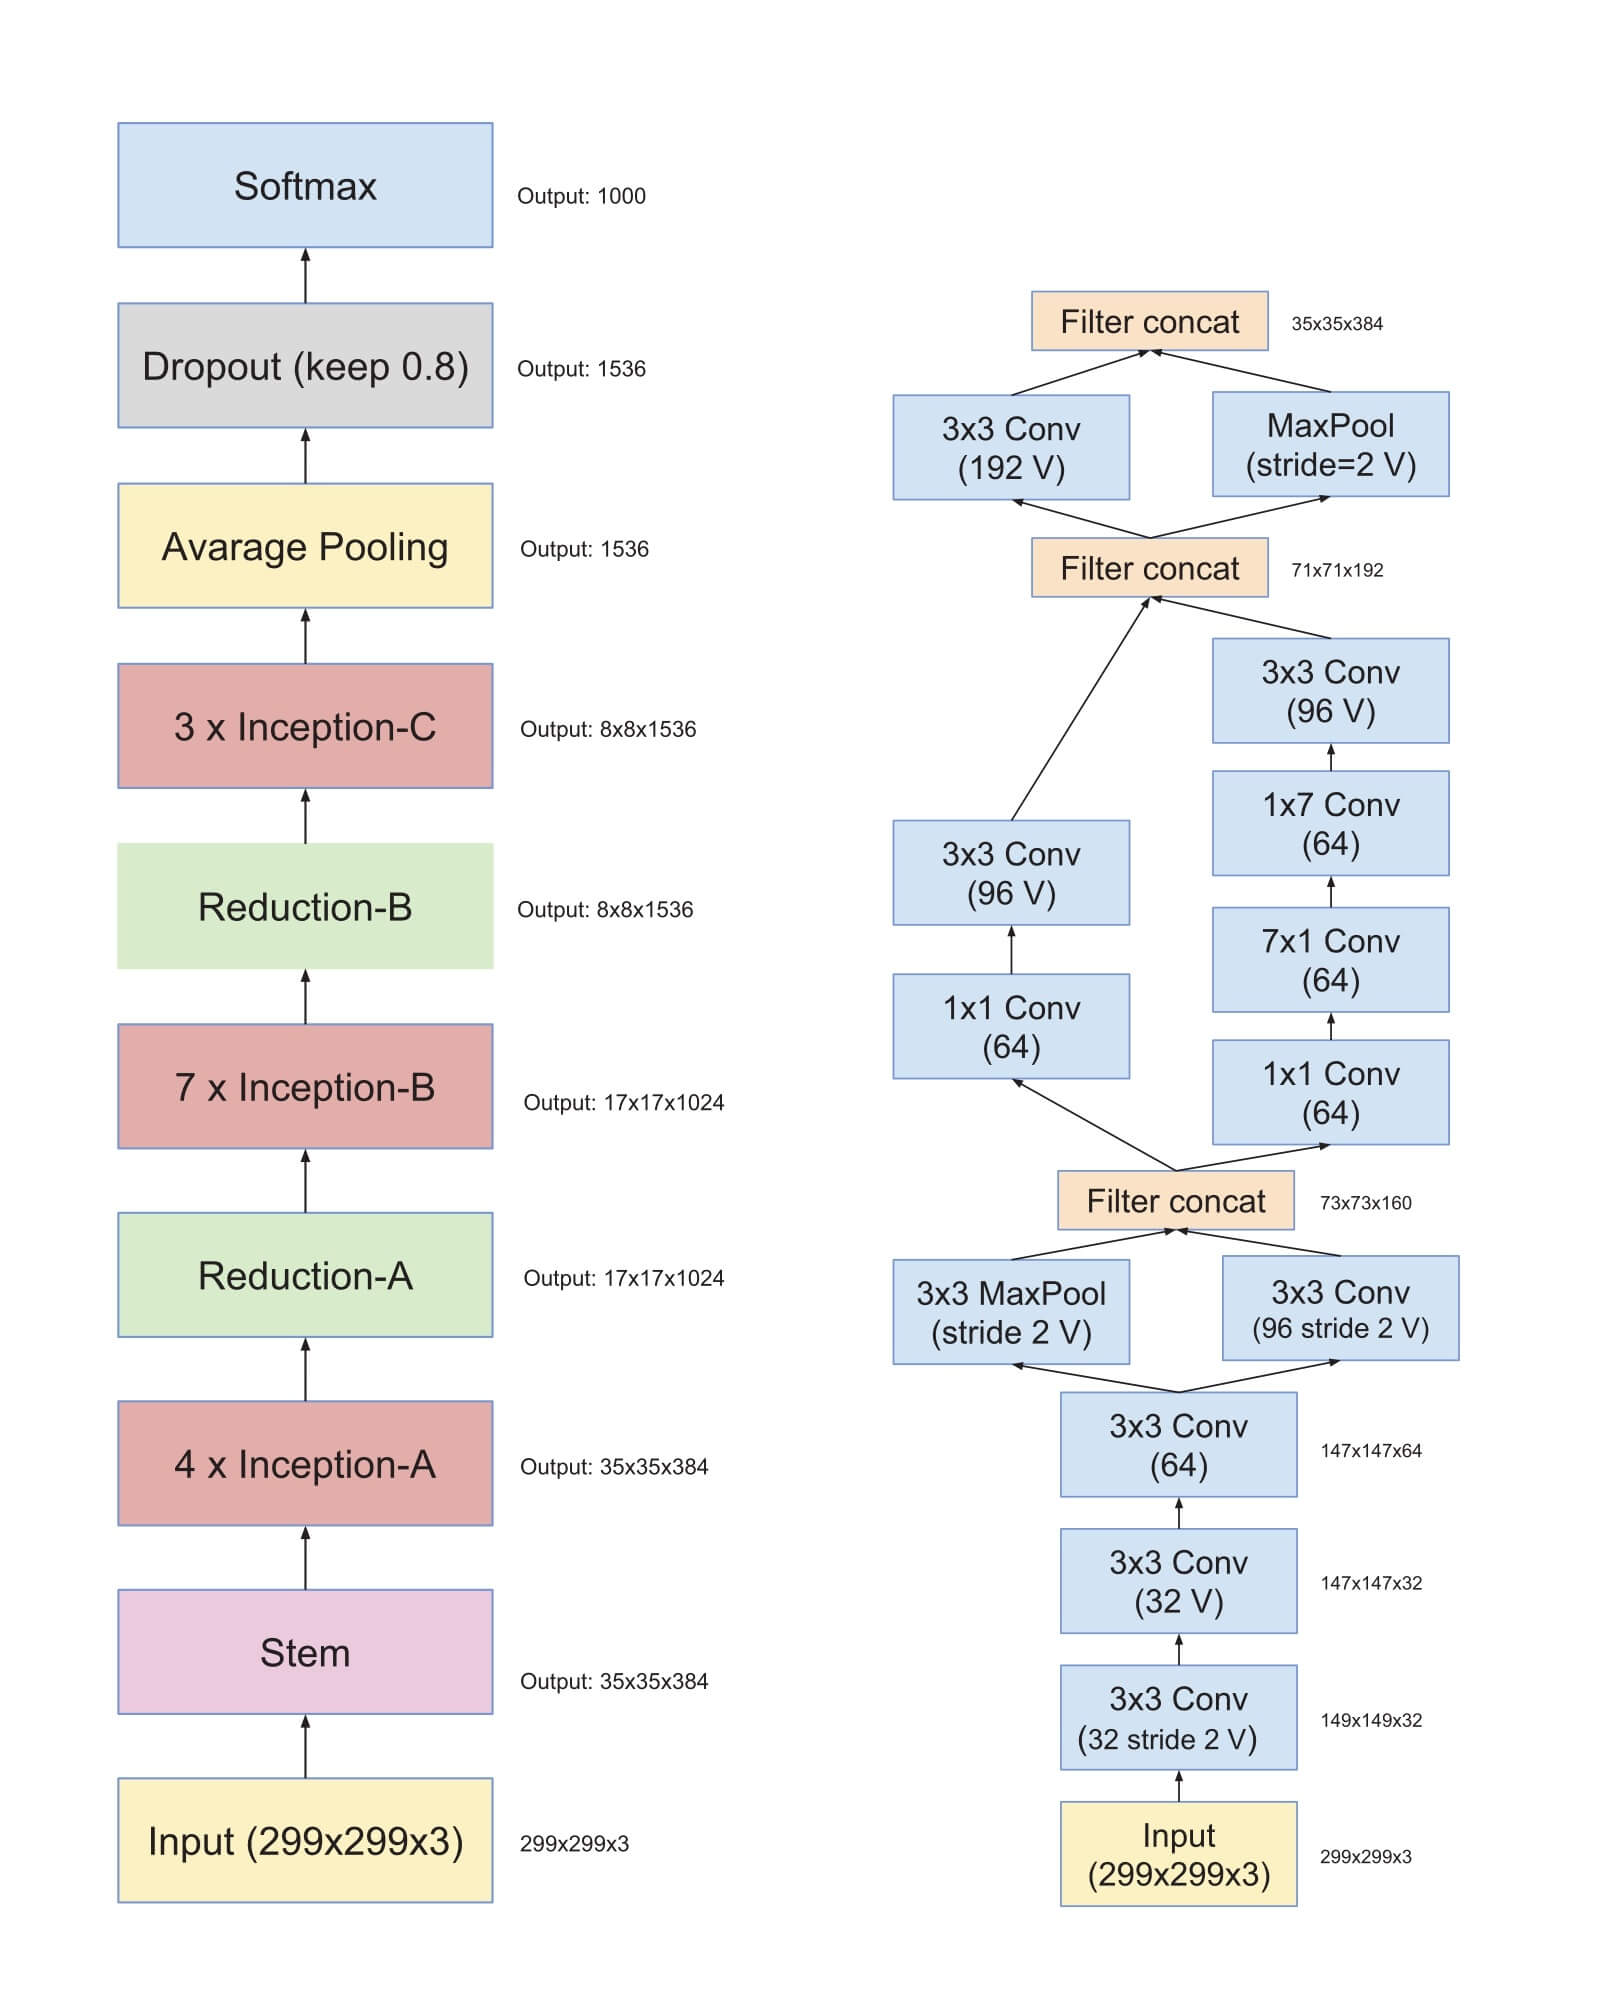 Softmax
Output: 1000
Dropout (keep 0.8)
Output: 1536
Avarage Pooling
Output: 1536
3 x Inception-C
Output: 8x8x1536
Reduction-B
Output: 8x8x1536
7 x Inception-B
Output: 17x17x1024
Reduction-A
Output: 17x17x1024
4 x Inception-A
Output: 35x35x384
Stem
Output: 35x35x384
Input (299x299x3)
299x299x3
Filter concat
35x35x384
3x3 Conv
(192 V)
MaxPool
(stride=2 V)
Filter concat
71x71x192
3x3 Conv
(96 V)
1x7 Conv
(64)
3x3 Conv
(96 V)
7x1 Conv
(64)
1x1 Conv
(64)
1x1 Conv
(64)
Filter concat
73x73x160
3x3 MaxPool
(stride 2 V)
3x3 Conv
(96 stride 2 V)
3x3 Conv
(64)
147x147x64
3x3 Conv
(32 V)
147x147x32
3x3 Conv
(32 stride 2 V)
149x149x32
Input
(299x299x3)
299x299x3